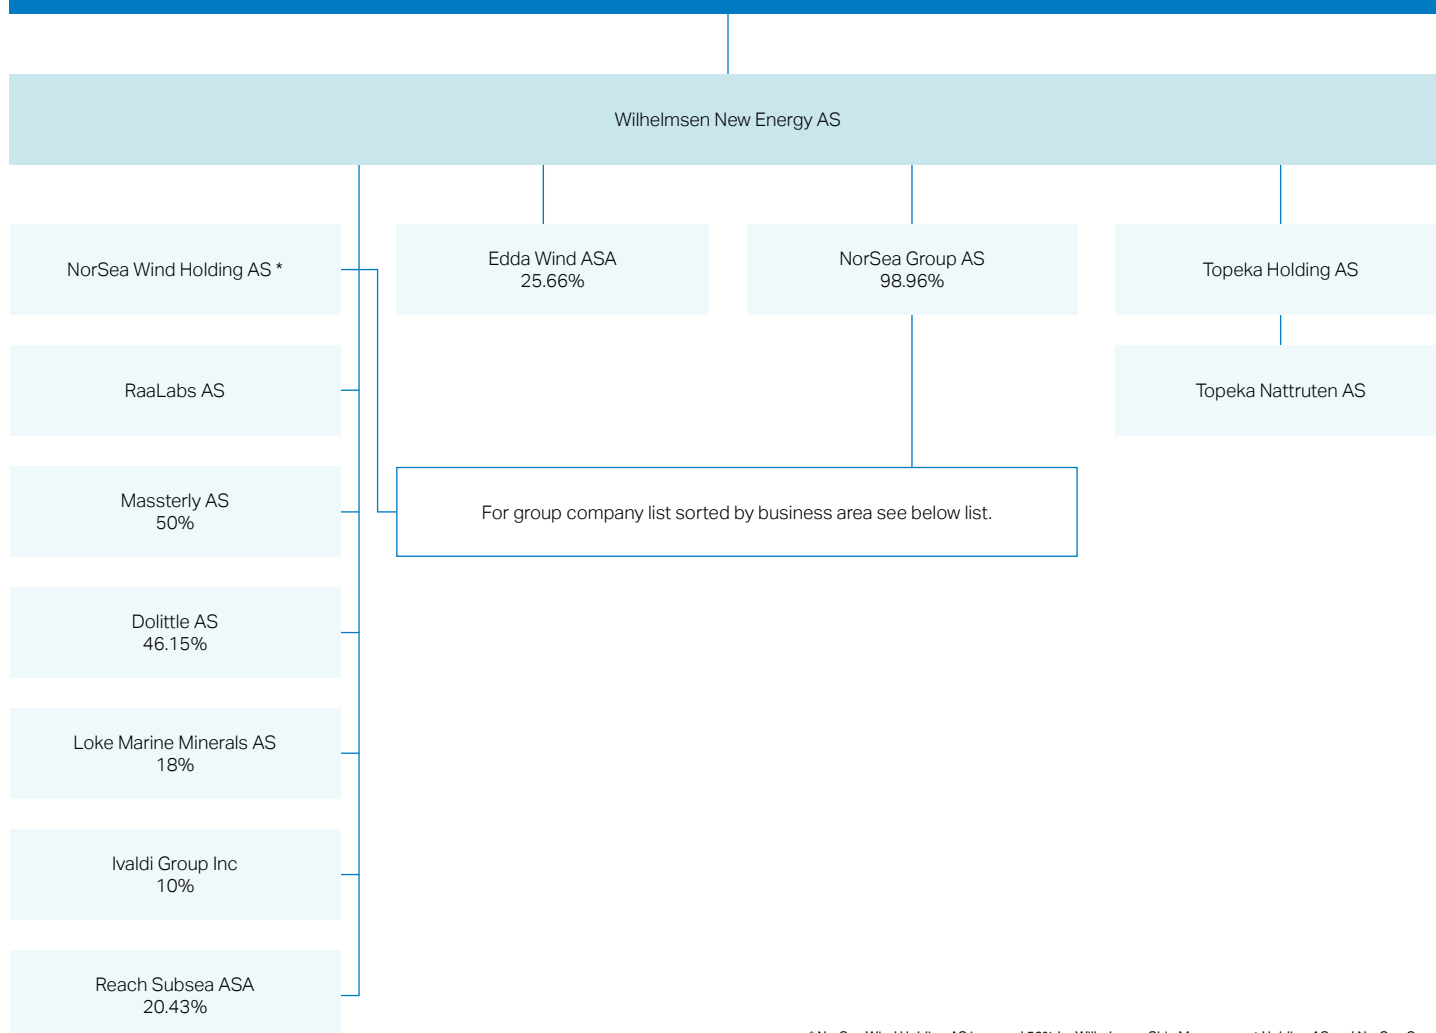 Wilhelmsen New Energy AS
NorSea Wind Holding AS *
Edda Wind ASA
25.66%
NorSea Group AS
98.96%
Topeka Holding AS
RaaLabs AS
Topeka Nattruten AS
Massterly AS
50%
For group company list sorted by business area see below list.
Dolittle AS
46.15%
Loke Marine Minerals AS
18%
Ivaldi Group Inc
10%
Reach Subsea ASA
20.43%